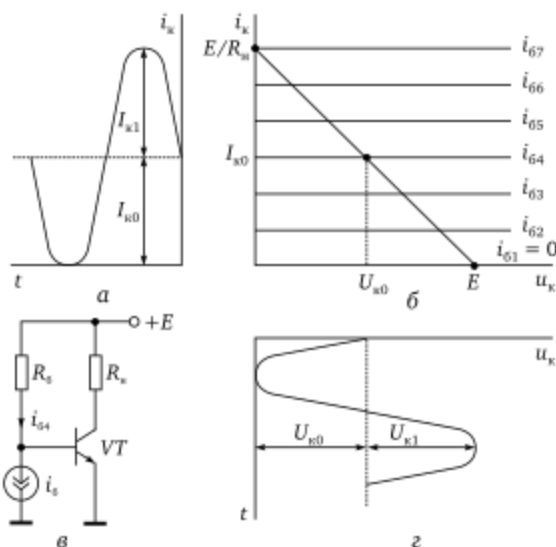 iк
Iк1
Iк0
t
а
iк
E/Rн
Iк0
iб7
iб6
iб5
iб4
iб3
iб2
iб1 = 0
Uк0
E
uк
б
+E
Rб
Rн
iб4
VT
iб
в
uк
Uк0
Uк1
t
г